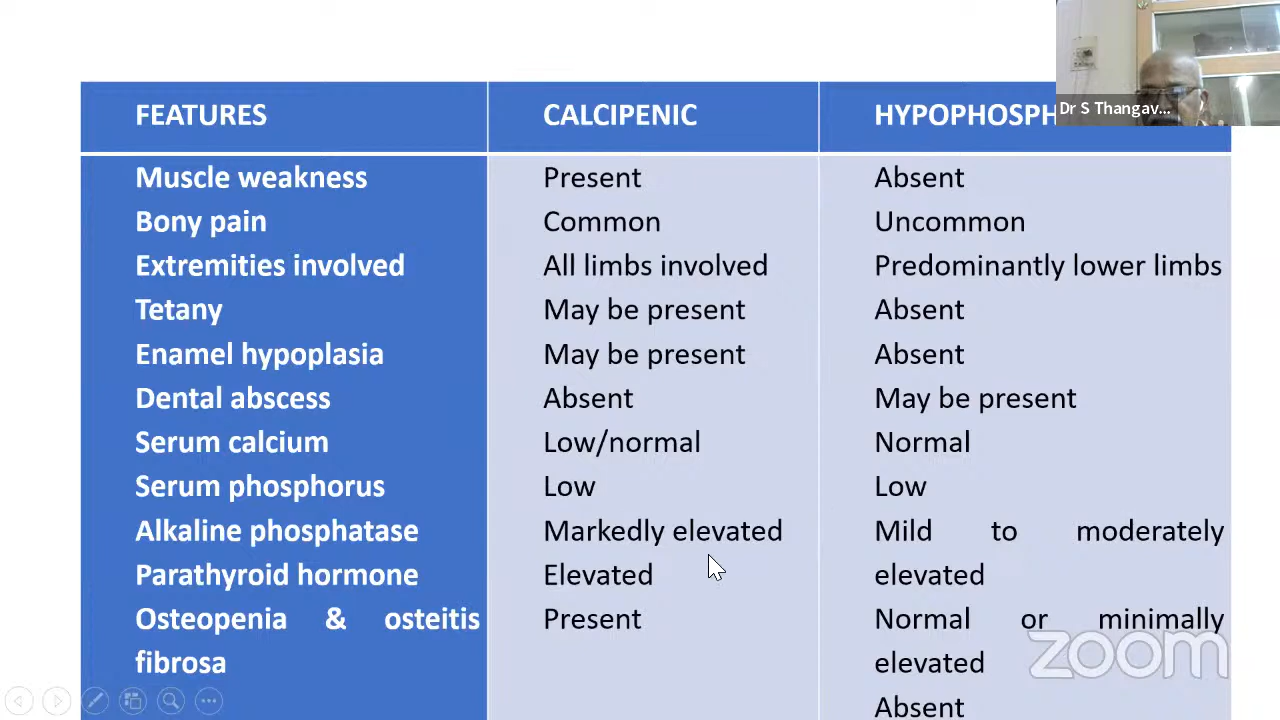 Dr S Thangav...
FEATURES CALCIPENIC HYPOPHOSPH
Muscle weakness Present Absent
Bony pain Common Uncommon
Extremities involved All limbs involved Predominantly lower limbs
Tetany May be present Absent
Enamel hypoplasia May be present Absent
Dental abscess Absent May be present
Serum calcium Low/normal Normal
Serum phosphorus Low Low
Alkaline phosphatase Markedly elevated Mild to moderately
Parathyroid hormone Elevated elevated
Osteopenia & osteitis Present Normal or minimally
fibrosa elevated
Absent
zoom